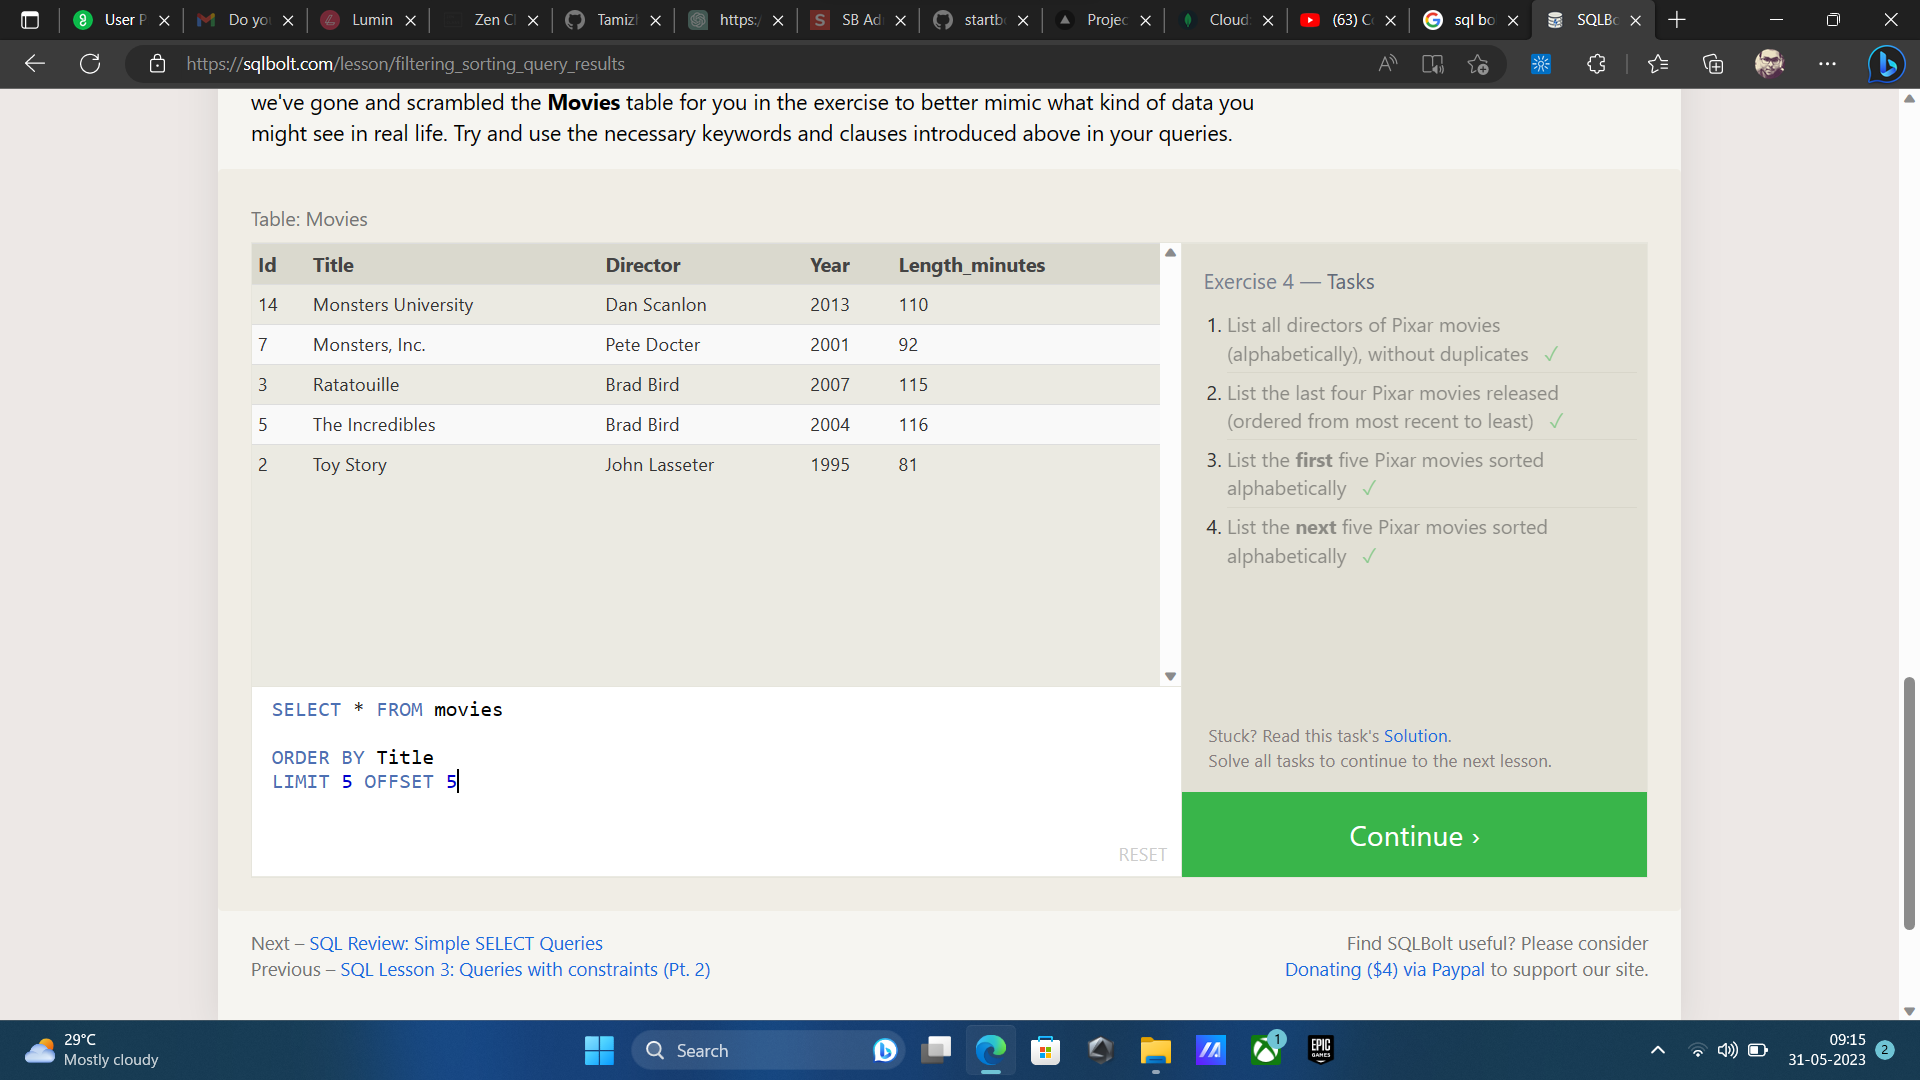 User P
Do you
Lumin
Zen Cl
Tamizh
https:/
SB Ad
startb
Projec
Cloud
(63) C
sql bo
SQLBo
https://sqlbolt.com/lesson/filtering_sorting_query_results
we've gone and scrambled the Movies table for you in the exercise to better mimic what kind of data you
might see in real life. Try and use the necessary keywords and clauses introduced above in your queries.
Table: Movies
Id Title Director Year Length_minutes
14 Monsters University Dan Scanlon 2013 110
7 Monsters, Inc. Pete Docter 2001 92
3 Ratatouille Brad Bird 2007 115
5 The Incredibles Brad Bird 2004 116
2 Toy Story John Lasseter 1995 81
SELECT * FROM movies
ORDER BY Title
LIMIT 5 OFFSET 5
RESET
Exercise 4 — Tasks
1. List all directors of Pixar movies
(alphabetically), without duplicates ✓
2. List the last four Pixar movies released
(ordered from most recent to least) ✓
3. List the first five Pixar movies sorted
alphabetically ✓
4. List the next five Pixar movies sorted
alphabetically ✓
Stuck? Read this task's Solution.
Solve all tasks to continue to the next lesson.
Continue ›
Next – SQL Review: Simple SELECT Queries
Previous – SQL Lesson 3: Queries with constraints (Pt. 2)
Find SQLBolt useful? Please consider
Donating ($4) via Paypal to support our site.
29°C
Mostly cloudy
Search
1
EPIC
GAMES
09:15
31-05-2023
2